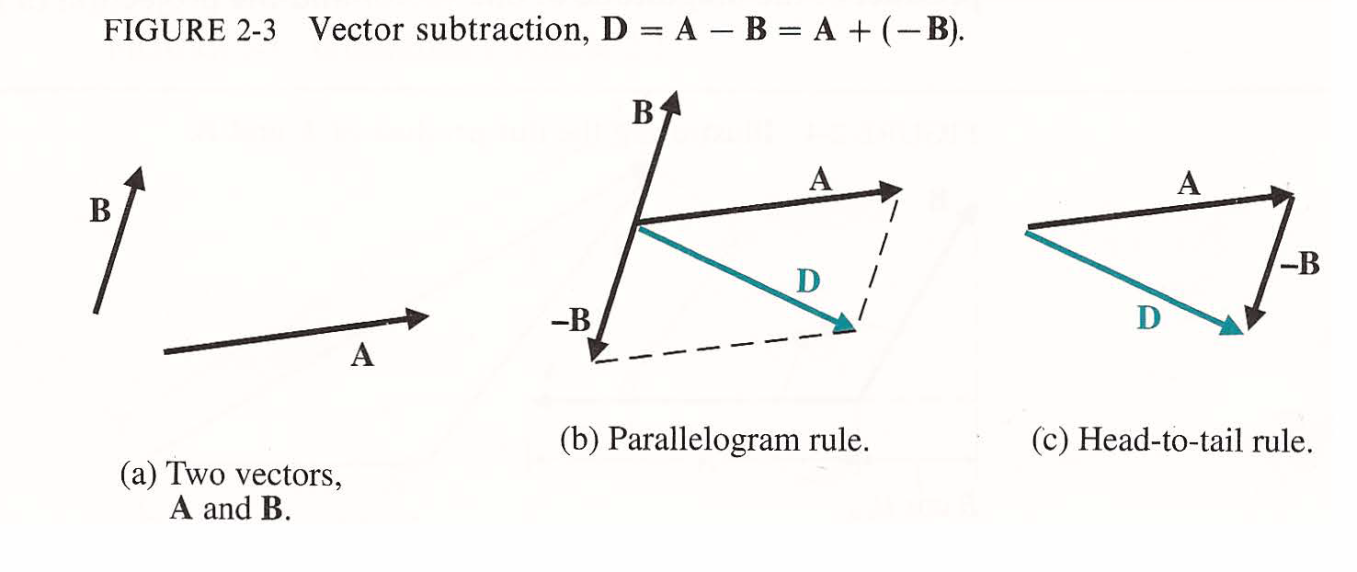 FIGURE 2-3 Vector subtraction, D = A − B = A + (−B).
B
A
(a) Two vectors,
A and B.
B
A
D
−B
(b) Parallelogram rule.
A
−B
D
(c) Head-to-tail rule.